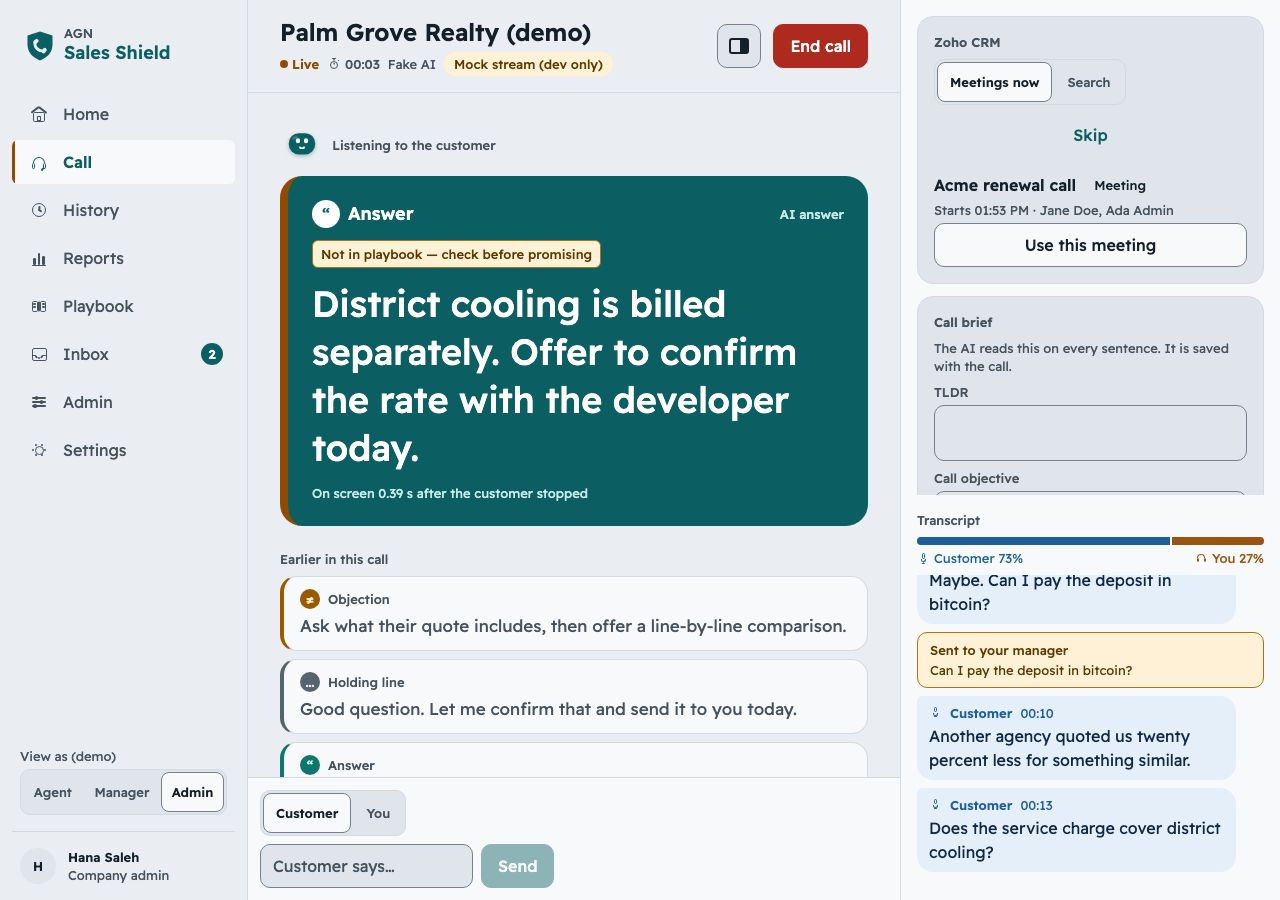 AGN
Sales Shield
Home
Call
History
Reports
Playbook
Inbox
2
Admin
Settings
View as (demo)
Agent
Manager
Admin
H
Hana Saleh
Company admin
Palm Grove Realty (demo)
Live
00:03
Fake AI
Mock stream (dev only)
End call
Listening to the customer
“
Answer
AI answer
Not in playbook — check before promising
District cooling is billed
separately. Offer to confirm
the rate with the developer
today.
On screen 0.39 s after the customer stopped
Earlier in this call
≠
Objection
Ask what their quote includes, then offer a line-by-line comparison.
…
Holding line
Good question. Let me confirm that and send it to you today.
“
Answer
Customer
You
Customer says…
Send
Zoho CRM
Meetings now
Search
Skip
Acme renewal call
Meeting
Starts 01:53 PM · Jane Doe, Ada Admin
Use this meeting
Call brief
The AI reads this on every sentence. It is saved
with the call.
TLDR
Call objective
Transcript
Customer 73%
You 27%
Maybe. Can I pay the deposit in
bitcoin?
Sent to your manager
Can I pay the deposit in bitcoin?
Customer 00:10
Another agency quoted us twenty
percent less for something similar.
Customer 00:13
Does the service charge cover district
cooling?